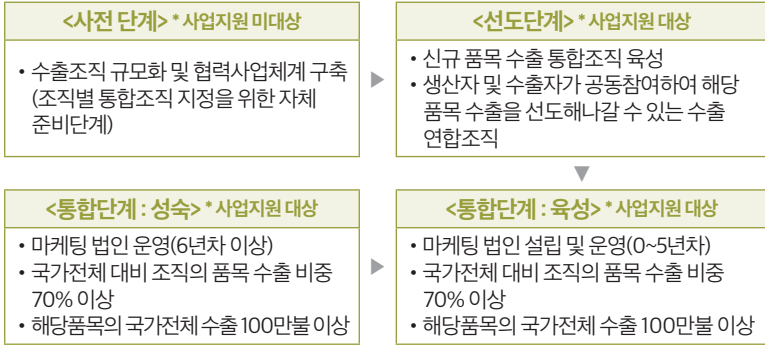 <사전 단계> * 사업지원 미대상
• 수출조직 규모화 및 협력사업체계 구축
(조직별 통합조직 지정을 위한 자체
준비단계)
▶
<선도단계> * 사업지원 대상
• 신규 품목 수출 통합조직 육성
• 생산자 및 수출자가 공동참여하여 해당
품목 수출을 선도해나갈 수 있는 수출
연합조직
▼
<통합단계 : 성숙> * 사업지원 대상
• 마케팅 법인 운영(6년차 이상)
• 국가전체 대비 조직의 품목 수출 비중
70% 이상
• 해당품목의 국가전체 수출 100만불 이상
▶
<통합단계 : 육성> * 사업지원 대상
• 마케팅 법인 설립 및 운영(0~5년차)
• 국가전체 대비 조직의 품목 수출 비중
70% 이상
• 해당품목의 국가전체 수출 100만불 이상